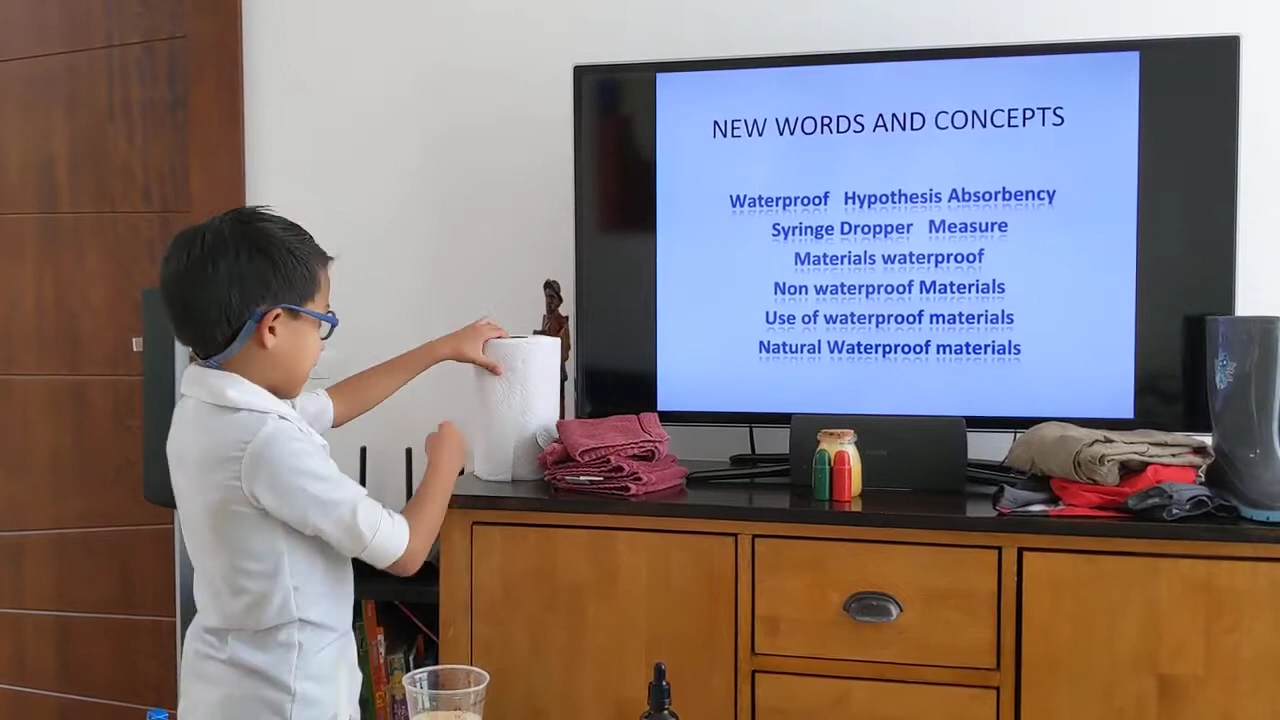 NEW WORDS AND CONCEPTS
Waterproof Hypothesis Absorbency
Syringe Dropper Measure
Materials waterproof
Non waterproof Materials
Use of waterproof materials
Natural Waterproof materials